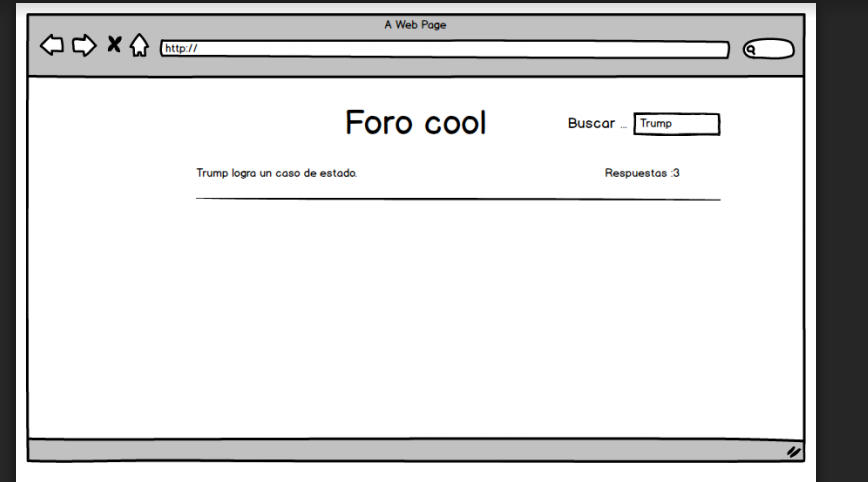 A Web Page
http://
Foro cool
Buscar ... Trump
Trump logra un caso de estado.
Respuestas :3